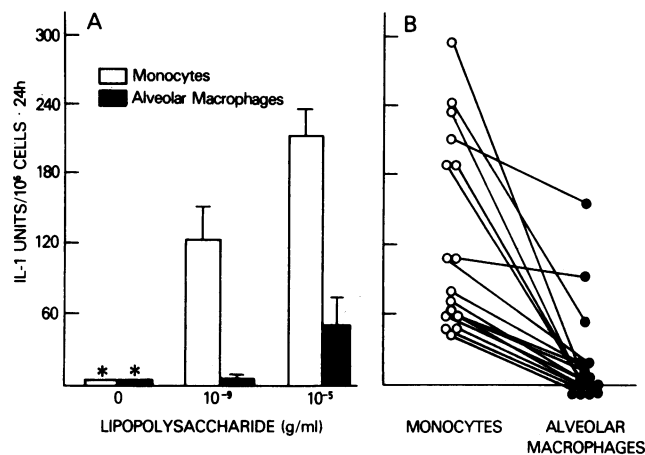 A
B
300
240
180
120
60
IL-1 UNITS/10⁶ CELLS · 24h
Monocytes
Alveolar Macrophages
* *
0 10⁻⁹ 10⁻⁵
LIPOPOLYSACCHARIDE (g/ml)
MONOCYTES
ALVEOLAR
MACROPHAGES